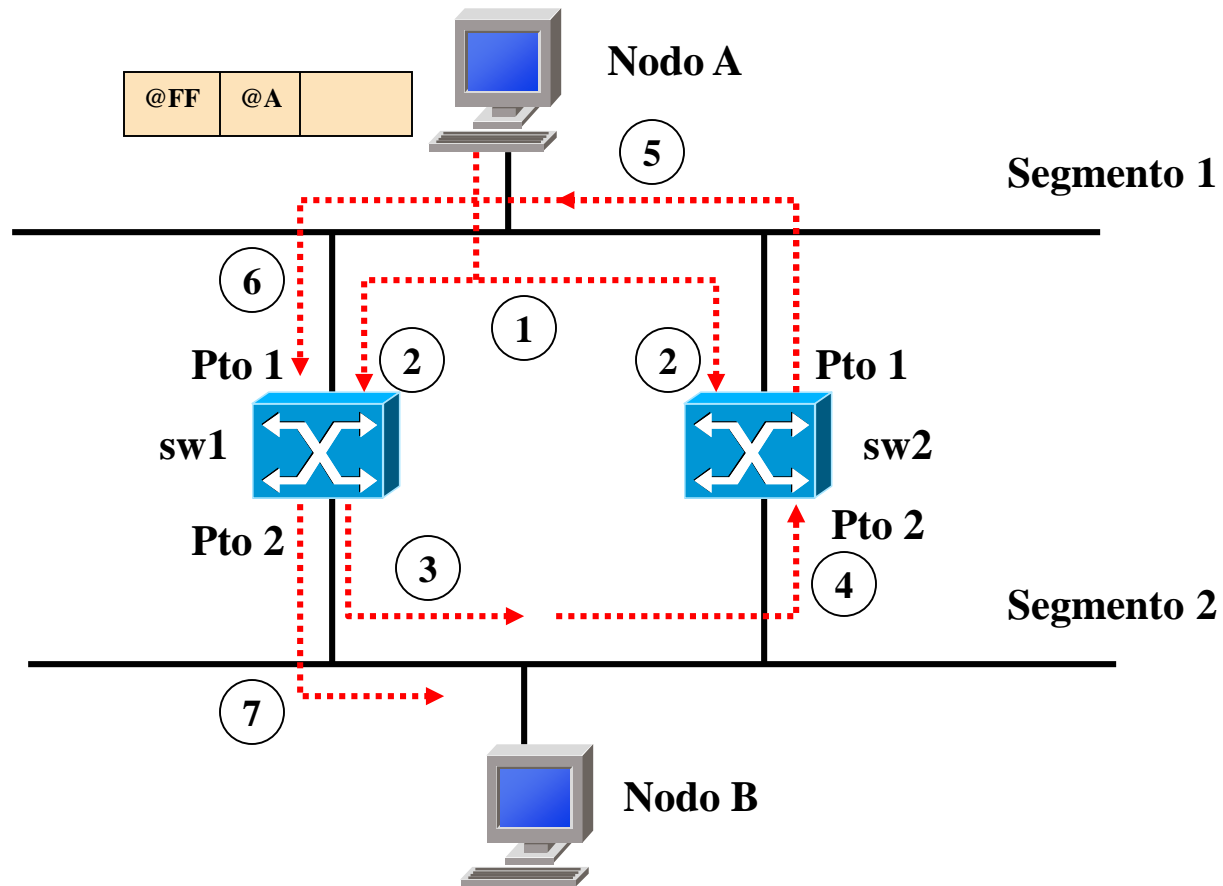 Nodo A
@FF @A
5
Segmento 1
6
1
2
2
Pto 1
Pto 1
sw1
sw2
Pto 2
Pto 2
3
4
Segmento 2
7
Nodo B